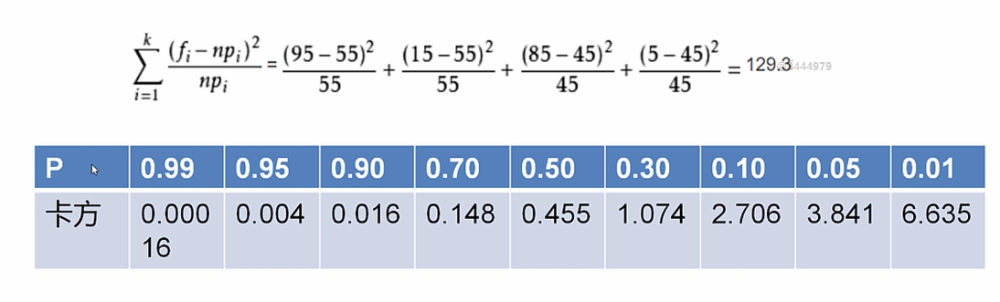 \sum_{i=1}^{k} \frac{(f_i - np_i)^2}{np_i} = \frac{(95-55)^2}{55} + \frac{(15-55)^2}{55} + \frac{(85-45)^2}{45} + \frac{(5-45)^2}{45} = 129.3
P 0.99 0.95 0.90 0.70 0.50 0.30 0.10 0.05 0.01
卡方 0.00016 0.004 0.016 0.148 0.455 1.074 2.706 3.841 6.635